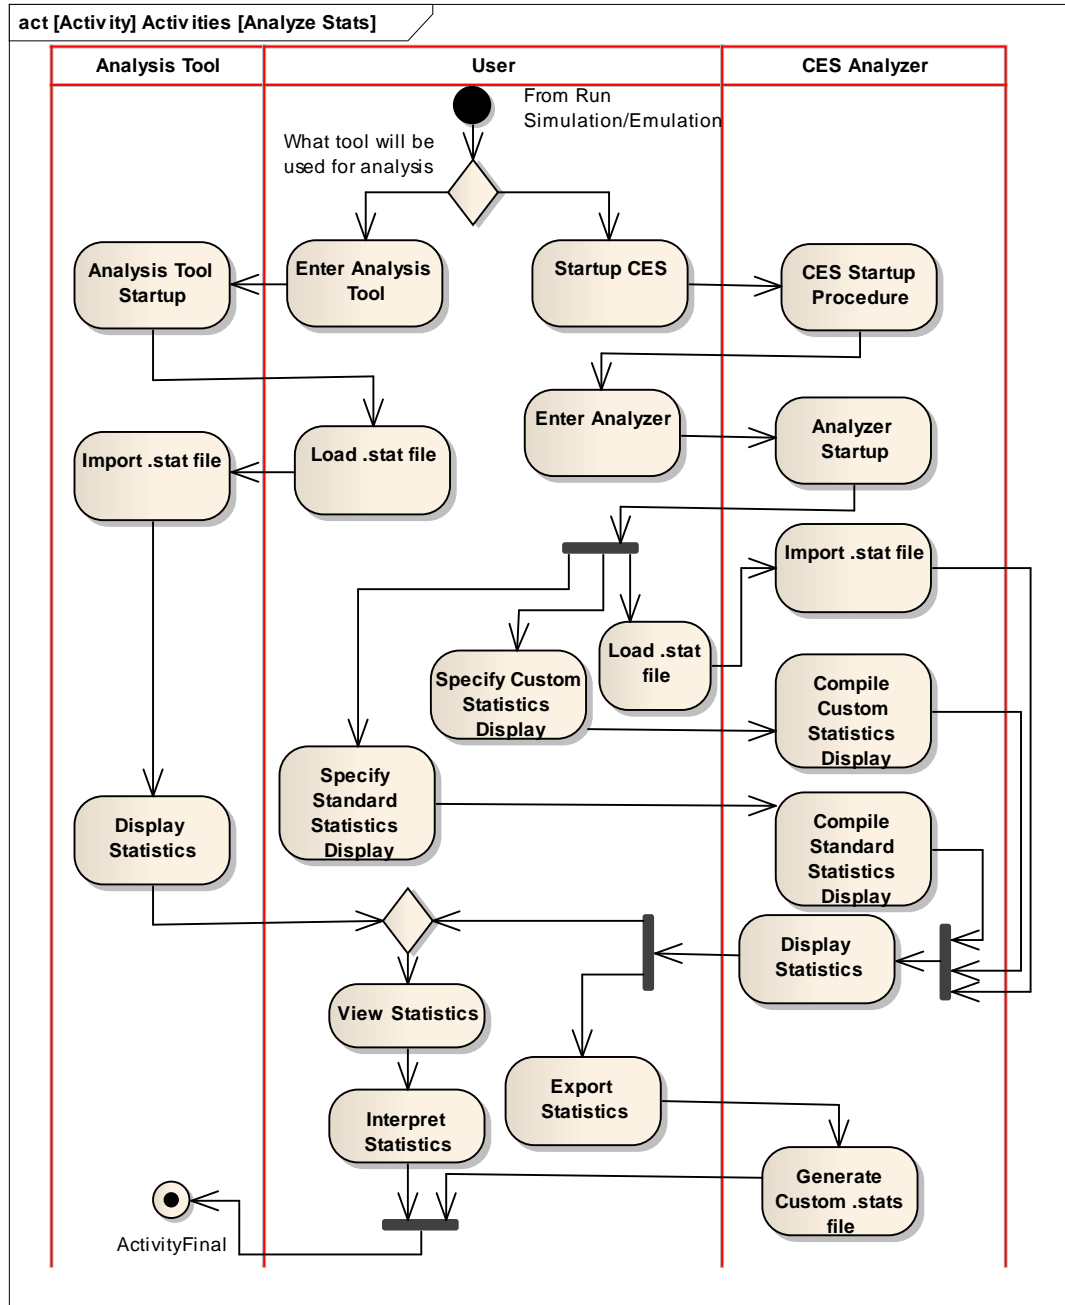 act [Activity] Activities [Analyze Stats]
Analysis Tool
User
CES Analyzer
From Run
Simulation/Emulation
What tool will be
used for analysis
Analysis Tool
Startup
Enter Analysis
Tool
Startup CES
CES Startup
Procedure
Enter Analyzer
Analyzer
Startup
Import .stat file
Load .stat file
Import .stat file
Load .stat
file
Specify Custom
Statistics
Display
Compile
Custom
Statistics
Display
Specify
Standard
Statistics
Display
Compile
Standard
Statistics
Display
Display
Statistics
Display
Statistics
View Statistics
Export
Statistics
Interpret
Statistics
Generate
Custom .stats
file
ActivityFinal